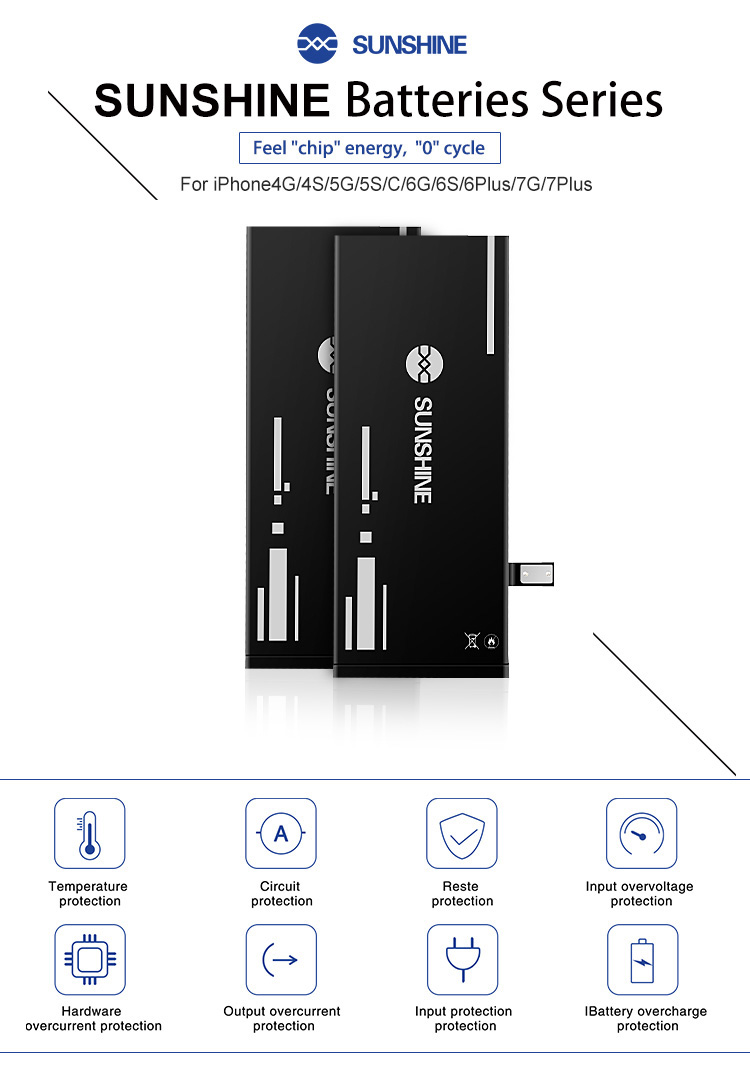 SUNSHINE
SUNSHINE Batteries Series
Feel "chip" energy, "0" cycle
For iPhone4G/4S/5G/5S/C/6G/6S/6Plus/7G/7Plus
SUNSHINE
SUNSHINE
A
Temperature protection
Circuit protection
Reste protection
Input overvoltage protection
Hardware overcurrent protection
Output overcurrent protection
Input protection protection
IBattery overcharge protection